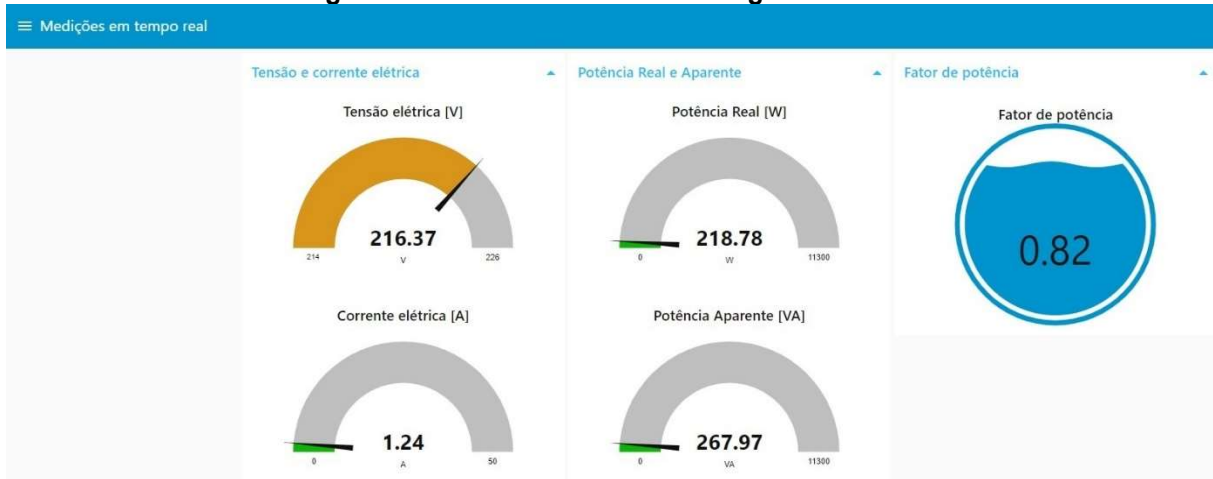 Medições em tempo real
Tensão e corrente elétrica
Tensão elétrica [V]
216.37
214
V
226
Corrente elétrica [A]
1.24
0
A
50
Potência Real e Aparente
Potência Real [W]
218.78
0
W
11300
Potência Aparente [VA]
267.97
0
VA
11300
Fator de potência
Fator de potência
0.82